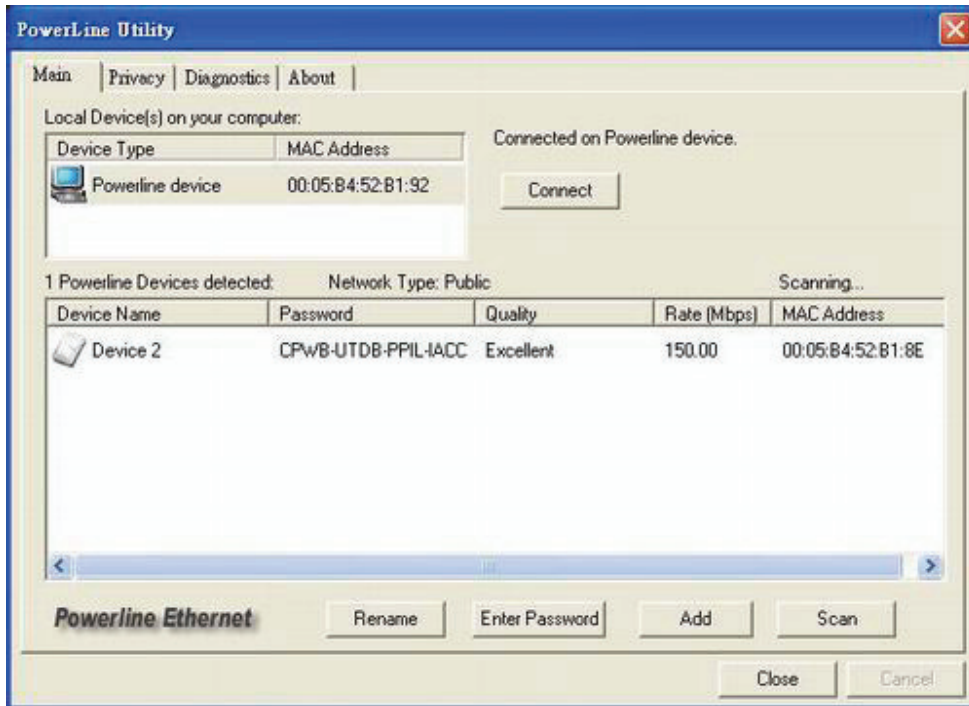 PowerLine Utility
Main Privacy Diagnostics About
Local Device(s) on your computer:
Device Type MAC Address
Powerline device 00:05:B4:52:B1:92
Connected on Powerline device.
Connect
1 Powerline Devices detected: Network Type: Public Scanning...
Device Name Password Quality Rate (Mbps) MAC Address
Device 2 CPWB-UTDB-PPIL-IACC Excellent 150.00 00:05:B4:52:B1:8E
Powerline Ethernet Rename Enter Password Add Scan
Close Cancel